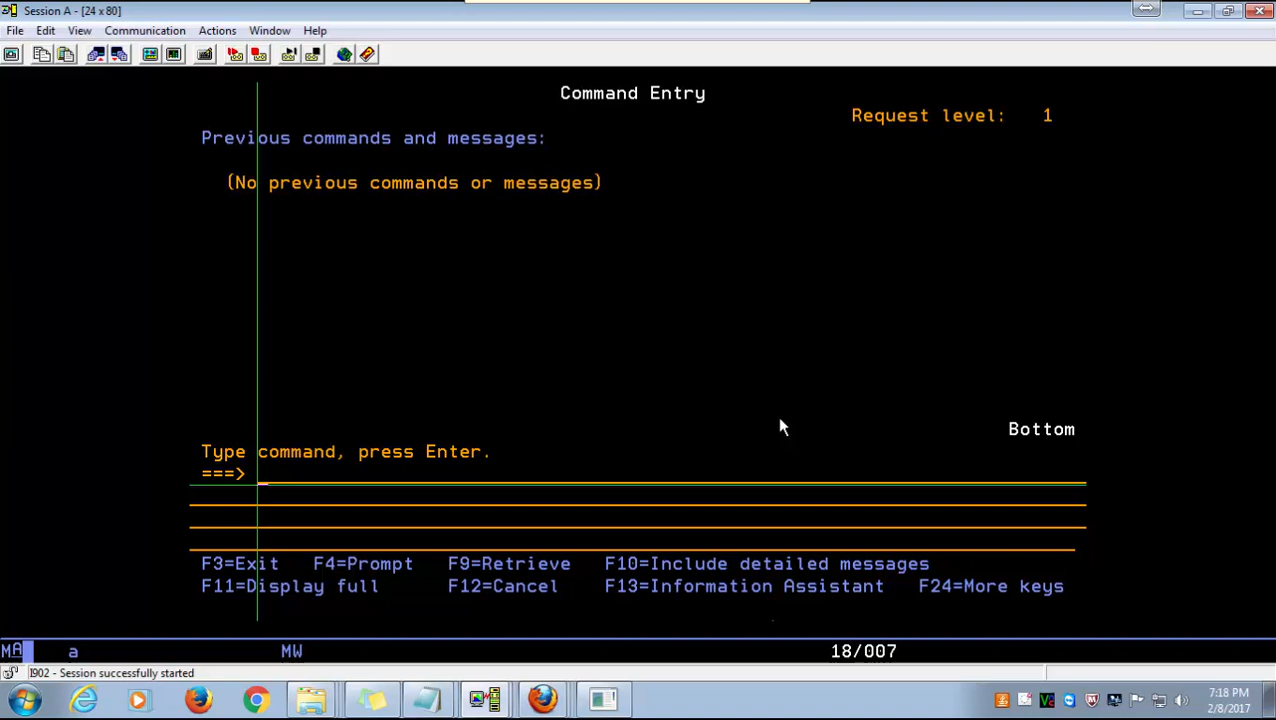 Session A - [24 x 80]
File Edit View Communication Actions Window Help
Command Entry
Request level: 1
Previous commands and messages:
(No previous commands or messages)
Bottom
Type command, press Enter.
===>
F3=Exit F4=Prompt F9=Retrieve F10=Include detailed messages
F11=Display full F12=Cancel F13=Information Assistant F24=More keys
MA a MW 18/007
I902 - Session successfully started
7:18 PM
2/8/2017